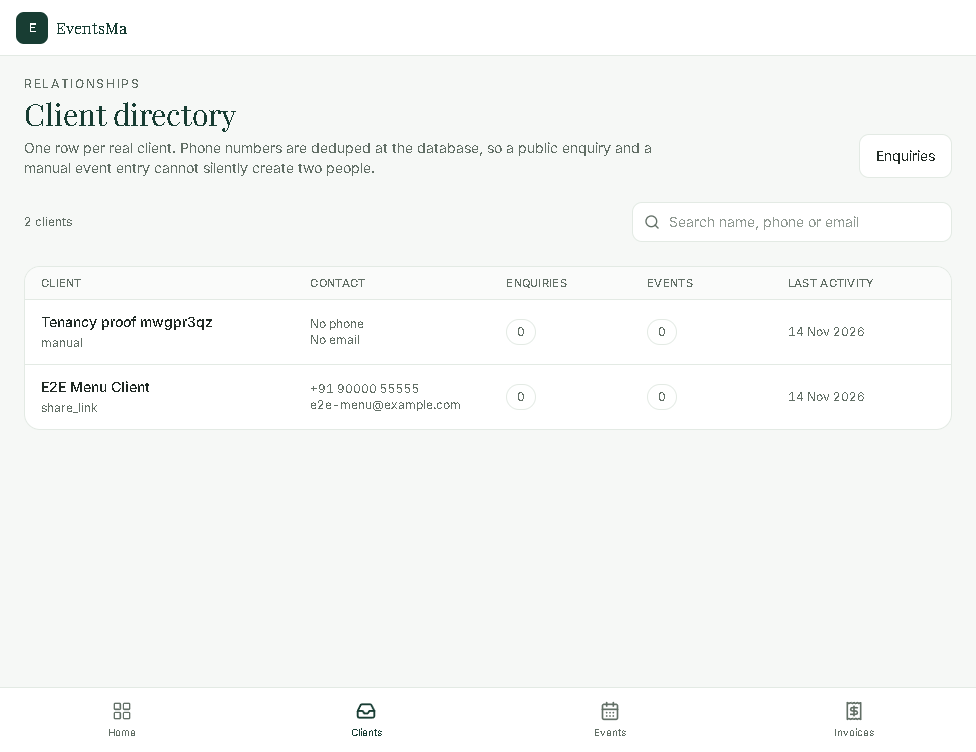 E EventsMa
RELATIONSHIPS
Client directory
One row per real client. Phone numbers are deduped at the database, so a public enquiry and a
manual event entry cannot silently create two people.
Enquiries
2 clients
Search name, phone or email
CLIENT CONTACT ENQUIRIES EVENTS LAST ACTIVITY
Tenancy proof mwgpr3qz
manual
No phone
No email
0 0 14 Nov 2026
E2E Menu Client
share_link
+91 90000 55555
e2e-menu@example.com
0 0 14 Nov 2026
Home Clients Events Invoices